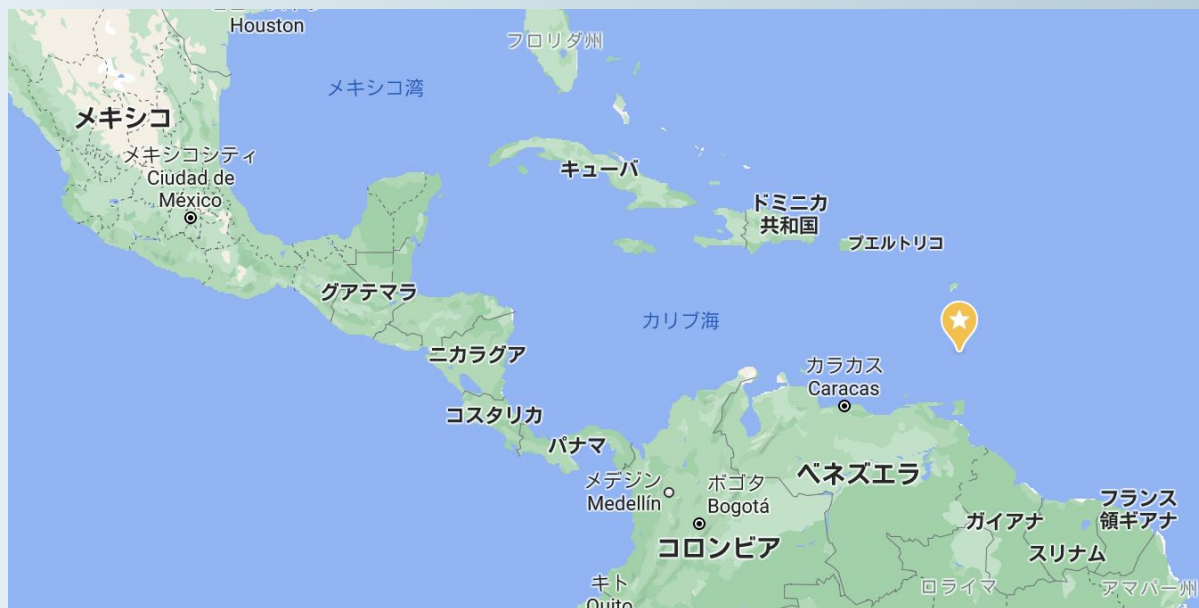 Houston
フロリダ州
メキシコ湾
メキシコ
メキシコシティ
Ciudad de
México
キューバ
ドミニカ
共和国
プエルトリコ
グアテマラ
カリブ海
ニカラグア
カラカス
Caracas
コスタリカ
パナマ
メデジン
Medellín
ボゴタ
Bogotá
ベネズエラ
コロンビア
ガイアナ
フランス
領ギアナ
スリナム
キト
Quito
ロライマ
アマパー州